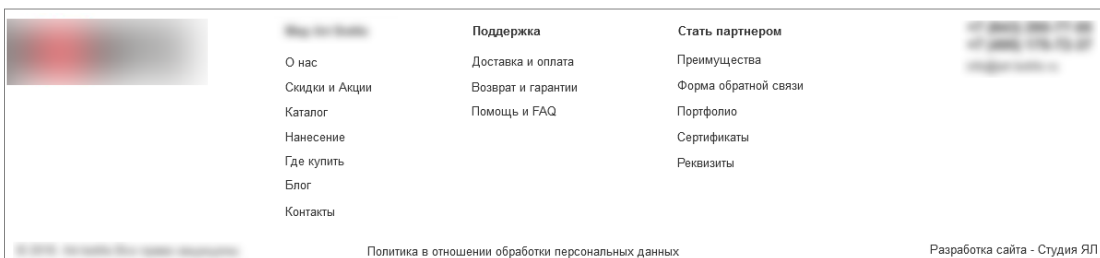 О нас
Скидки и Акции
Каталог
Нанесение
Где купить
Блог
Контакты
Поддержка
Доставка и оплата
Возврат и гарантии
Помощь и FAQ
Стать партнером
Преимущества
Форма обратной связи
Портфолио
Сертификаты
Реквизиты
Политика в отношении обработки персональных данных
Разработка сайта - Студия ЯЛ